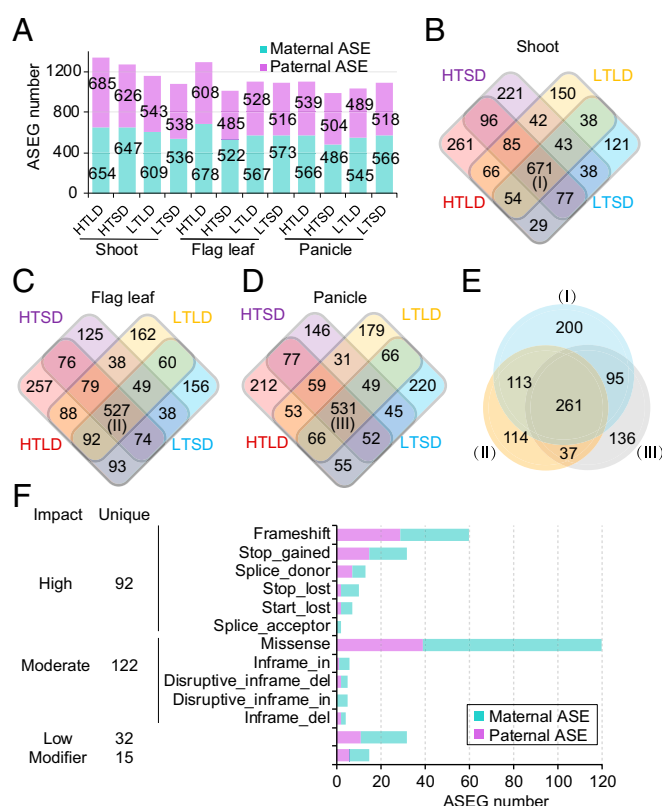 A
Maternal ASE
Paternal ASE
ASEG number
1200
800
400
0
685 626 543 538 608 485 528 516 539 504 489 518
654 647 609 536 678 522 567 573 566 486 545 566
HTLD HTSD LTLD LTSD HTLD HTSD LTLD LTSD HTLD HTSD LTLD LTSD
Shoot Flag leaf Panicle
B
Shoot
HTSD LTLD
221 150
96 42 38
261 85 43 121
66 671 38
(I)
54 77
HTLD LTSD
29
C
Flag leaf
HTSD LTLD
125 162
76 38 60
257 79 49 156
88 527 38
(II)
HTLD 92 74 LTSD
93
D
Panicle
HTSD LTLD
146 179
77 31 66
212 59 49 220
53 531 45
(III)
HTLD 66 52 LTSD
55
E
(I)
200
113 95
261
114 136
(II) 37 (III)
F
Impact Unique
High 92
Moderate 122
Low 32
Modifier 15
Frameshift
Stop_gained
Splice_donor
Stop_lost
Start_lost
Splice_acceptor
Missense
Inframe_in
Disruptive_inframe_del
Disruptive_inframe_in
Inframe_del
Maternal ASE
Paternal ASE
0 20 40 60 80 100 120
ASEG number